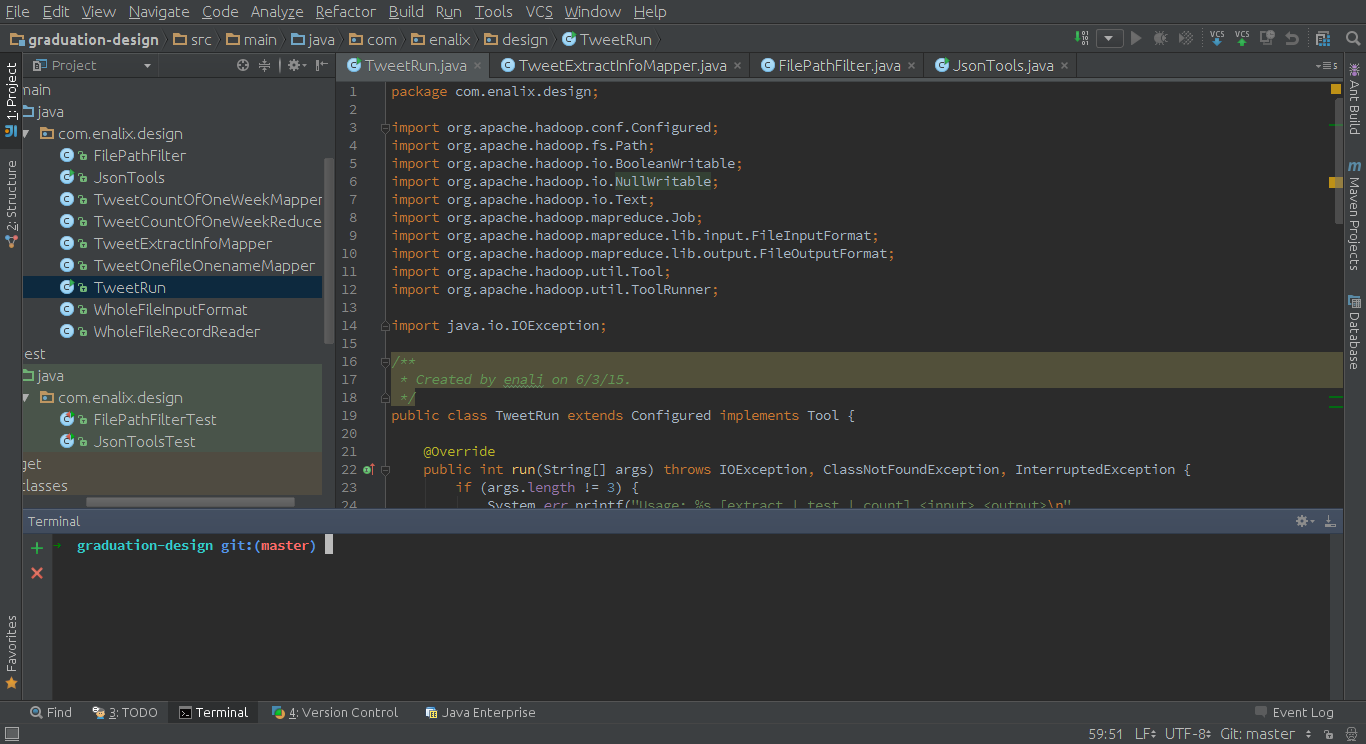 File Edit View Navigate Code Analyze Refactor Build Run Tools VCS Window Help
graduation-design src main java com enalix design TweetRun
VCS VCS
Project
TweetRun.java TweetExtractInfoMapper.java FilePathFilter.java JsonTools.java
1: Project
2: Structure
Favorites
main
java
com.enalix.design
FilePathFilter
JsonTools
TweetCountOfOneWeekMapper
TweetCountOfOneWeekReduce
TweetExtractInfoMapper
TweetOnefileOnenameMapper
TweetRun
WholeFileInputFormat
WholeFileRecordReader
est
java
com.enalix.design
FilePathFilterTest
JsonToolsTest
get
classes
1 package com.enalix.design;
2
3 import org.apache.hadoop.conf.Configured;
4 import org.apache.hadoop.fs.Path;
5 import org.apache.hadoop.io.BooleanWritable;
6 import org.apache.hadoop.io.NullWritable;
7 import org.apache.hadoop.io.Text;
8 import org.apache.hadoop.mapreduce.Job;
9 import org.apache.hadoop.mapreduce.lib.input.FileInputFormat;
10 import org.apache.hadoop.mapreduce.lib.output.FileOutputFormat;
11 import org.apache.hadoop.util.Tool;
12 import org.apache.hadoop.util.ToolRunner;
13
14 import java.io.IOException;
15
16 /**
17 * Created by enali on 6/3/15.
18 */
19 public class TweetRun extends Configured implements Tool {
20
21 @Override
22 public int run(String[] args) throws IOException, ClassNotFoundException, InterruptedException {
23 if (args.length != 3) {
24 System.err.printf("Usage: %s [extract | test | count] <input> <output>\n"
Ant Build
Maven Projects
Database
Terminal
→ graduation-design git:(master)
Find 3: TODO Terminal 4: Version Control Java Enterprise Event Log
59:51 LF UTF-8 Git: master